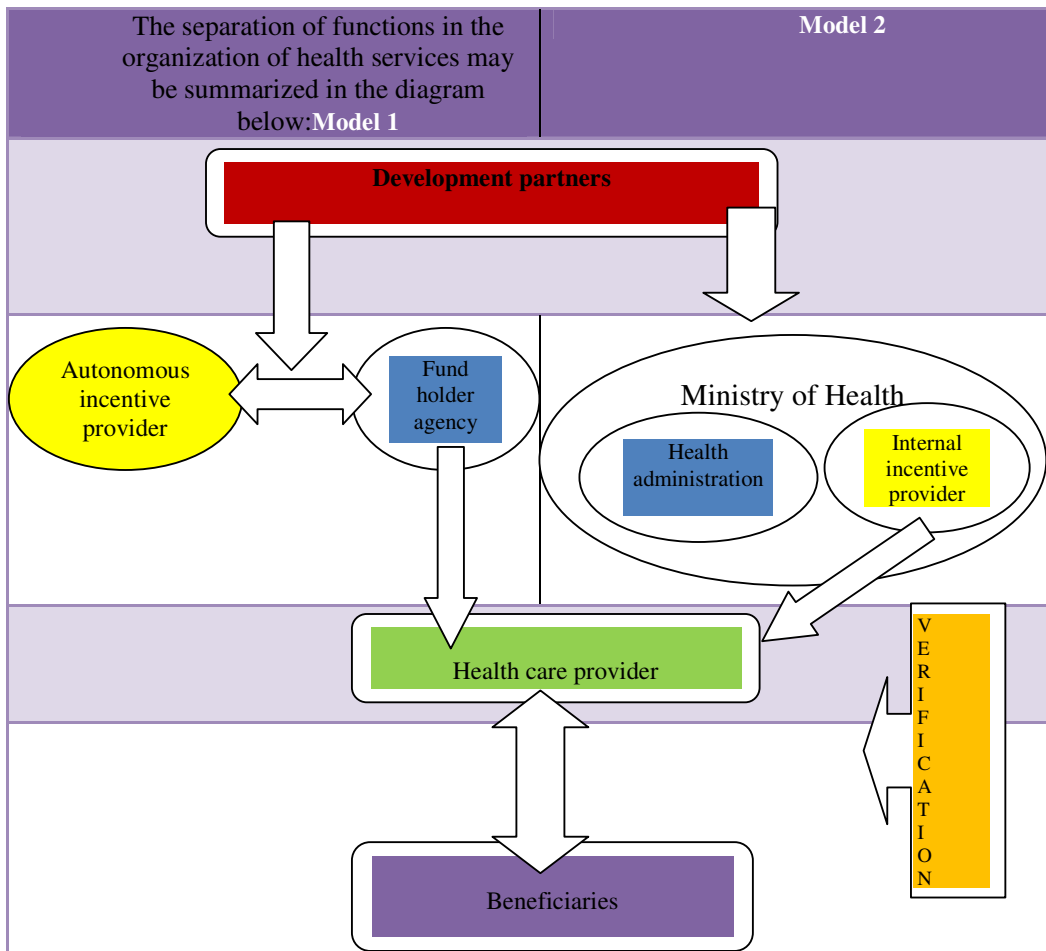 The separation of functions in the
organization of health services may
be summarized in the diagram
below:Model 1
Model 2
Development partners
Autonomous
incentive
provider
Fund
holder
agency
Ministry of Health
Health
administration
Internal
incentive
provider
Health care provider
V
E
R
I
F
I
C
A
T
I
O
N
Beneficiaries